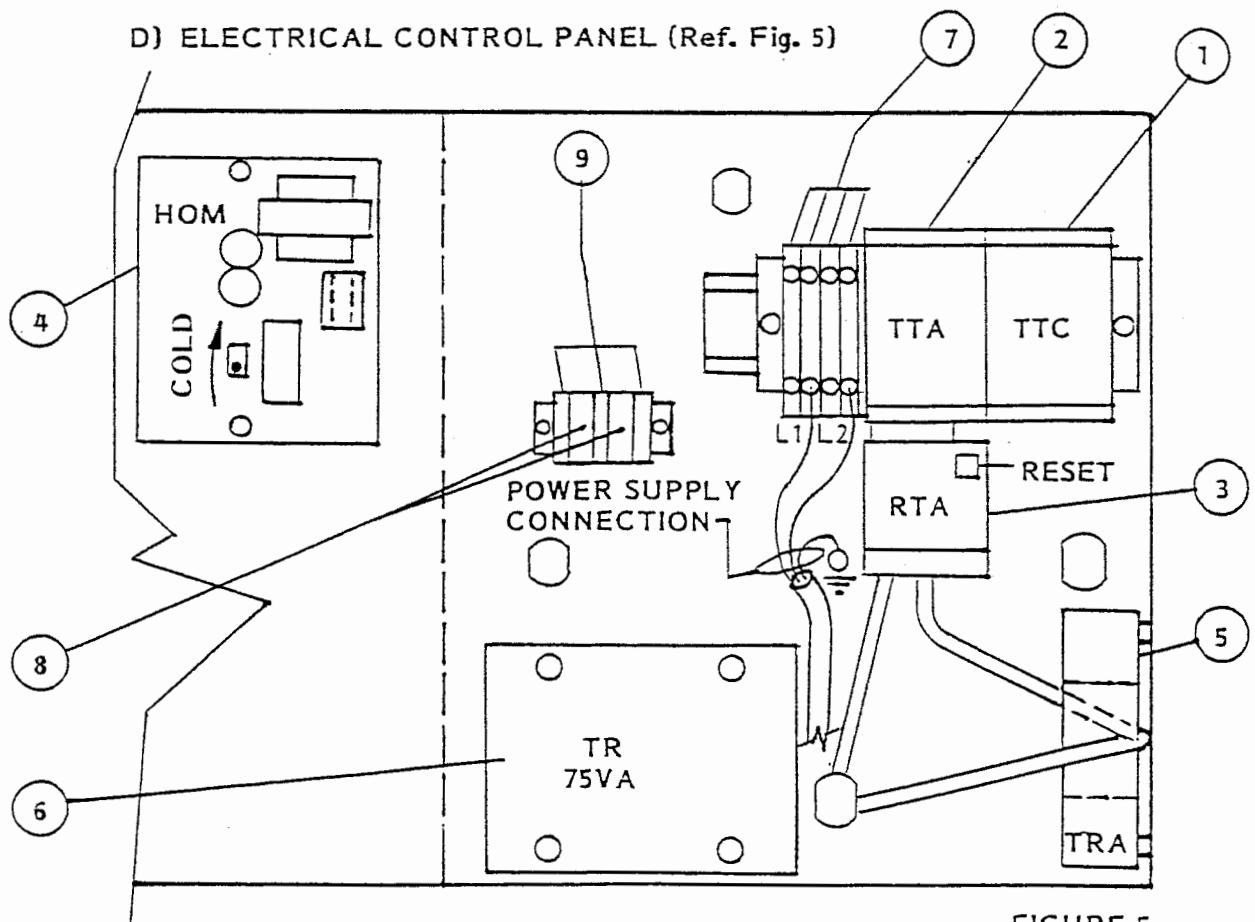 D) ELECTRICAL CONTROL PANEL (Ref. Fig. 5)
7
2
1
9
HOM
4
COLD
TTA
TTC
L1
L2
RESET
POWER SUPPLY
CONNECTION
RTA
3
8
5
TR
75VA
6
TRA
FIGURE 5